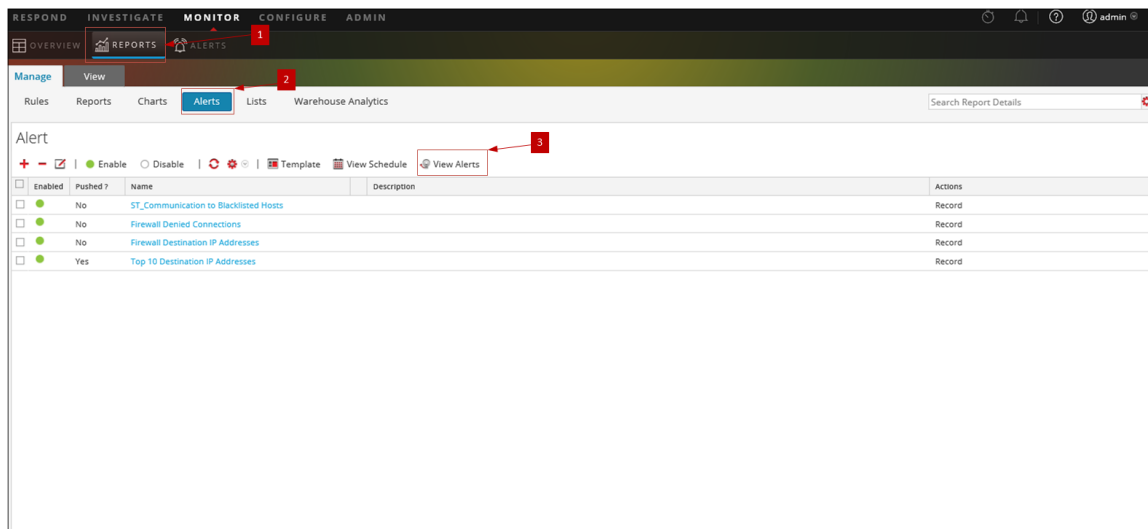 RESPOND INVESTIGATE MONITOR CONFIGURE ADMIN admin
OVERVIEW REPORTS ALERTS
1
Manage View
2
Rules Reports Charts Alerts Lists Warehouse Analytics Search Report Details
Alert
3
Enable Disable Template View Schedule View Alerts
Enabled Pushed ? Name Description Actions
No ST_Communication to Blacklisted Hosts Record
No Firewall Denied Connections Record
No Firewall Destination IP Addresses Record
Yes Top 10 Destination IP Addresses Record